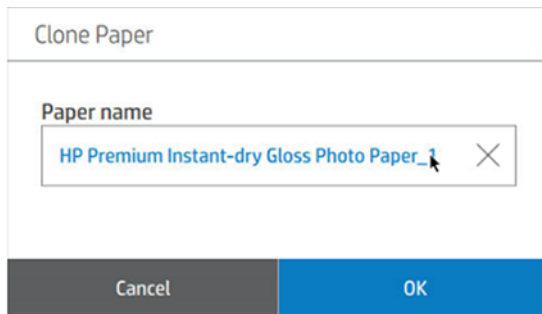 Clone Paper
Paper name
HP Premium Instant-dry Gloss Photo Paper_1
Cancel
OK